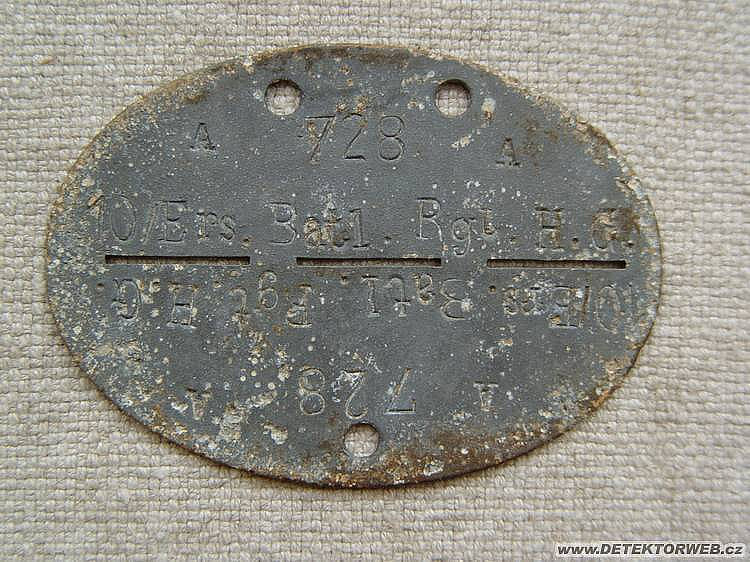 A 728 A
10/Ers. Batl. Rgt. H.G.
10/Ers. Batl. Rgt. H.G.
A 728 A
www.DETEKTORWEB.cz